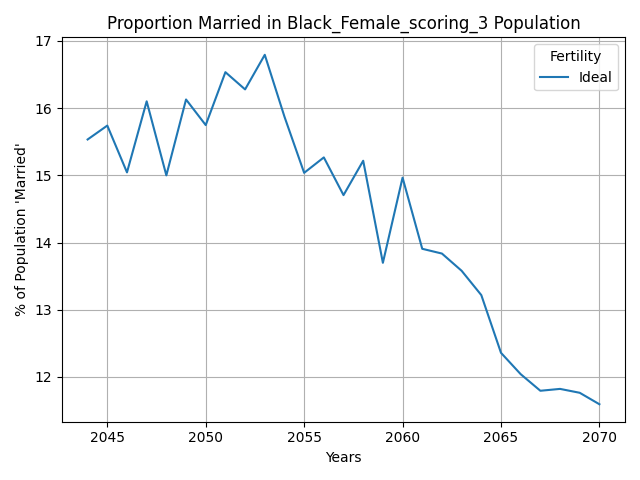 Proportion Married in Black_Female_scoring_3 Population
Fertility
Ideal
% of Population 'Married'
17
16
15
14
13
12
2045
2050
2055
2060
2065
2070
Years